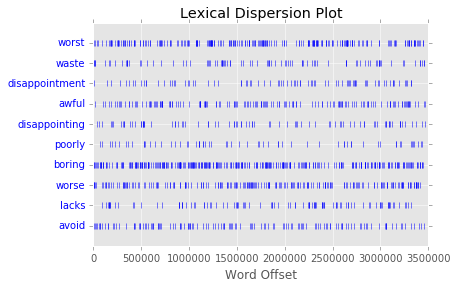 Lexical Dispersion Plot
worst
waste
disappointment
awful
disappointing
poorly
boring
worse
lacks
avoid
0 500000 1000000 1500000 2000000 2500000 3000000 3500000
Word Offset